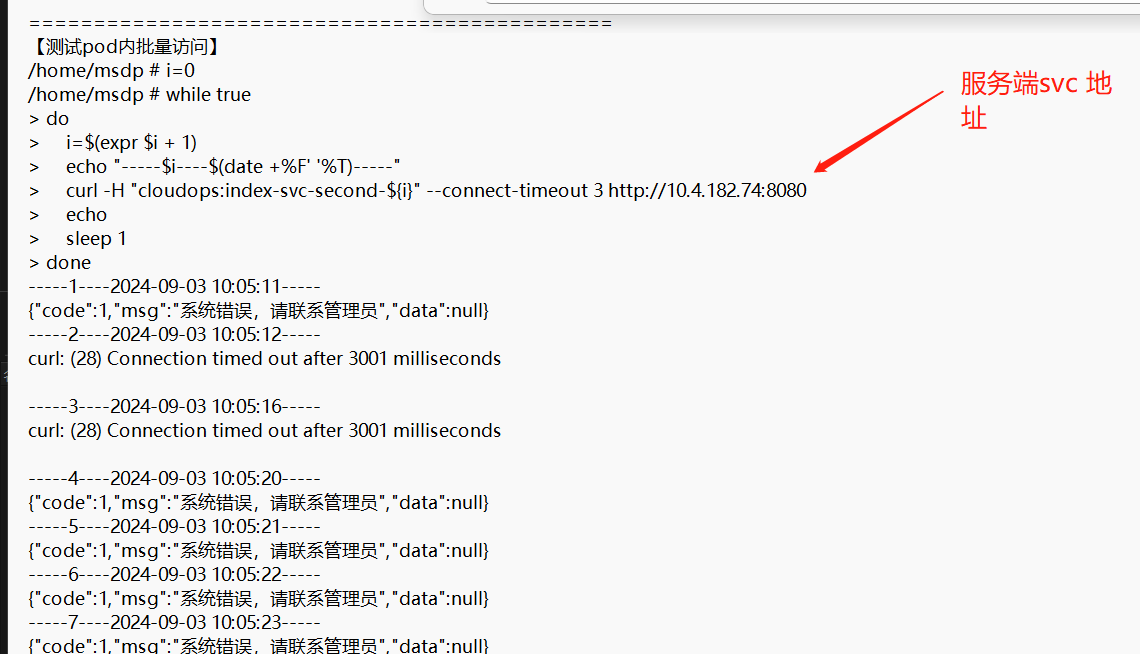 =============================================
【测试pod内批量访问】
/home/msdp # i=0
/home/msdp # while true
> do
>     i=$(expr $i + 1)
>     echo "-----$i----$(date +%F' '%T)-----"
>     curl -H "cloudops:index-svc-second-${i}" --connect-timeout 3 http://10.4.182.74:8080
>     echo
>     sleep 1
> done
服务端svc 地
址
-----1----2024-09-03 10:05:11-----
{"code":1,"msg":"系统错误，请联系管理员","data":null}
-----2----2024-09-03 10:05:12-----
curl: (28) Connection timed out after 3001 milliseconds
-----3----2024-09-03 10:05:16-----
curl: (28) Connection timed out after 3001 milliseconds
-----4----2024-09-03 10:05:20-----
{"code":1,"msg":"系统错误，请联系管理员","data":null}
-----5----2024-09-03 10:05:21-----
{"code":1,"msg":"系统错误，请联系管理员","data":null}
-----6----2024-09-03 10:05:22-----
{"code":1,"msg":"系统错误，请联系管理员","data":null}
-----7----2024-09-03 10:05:23-----
{"code":1,"msg":"系统错误，请联系管理员","data":null}